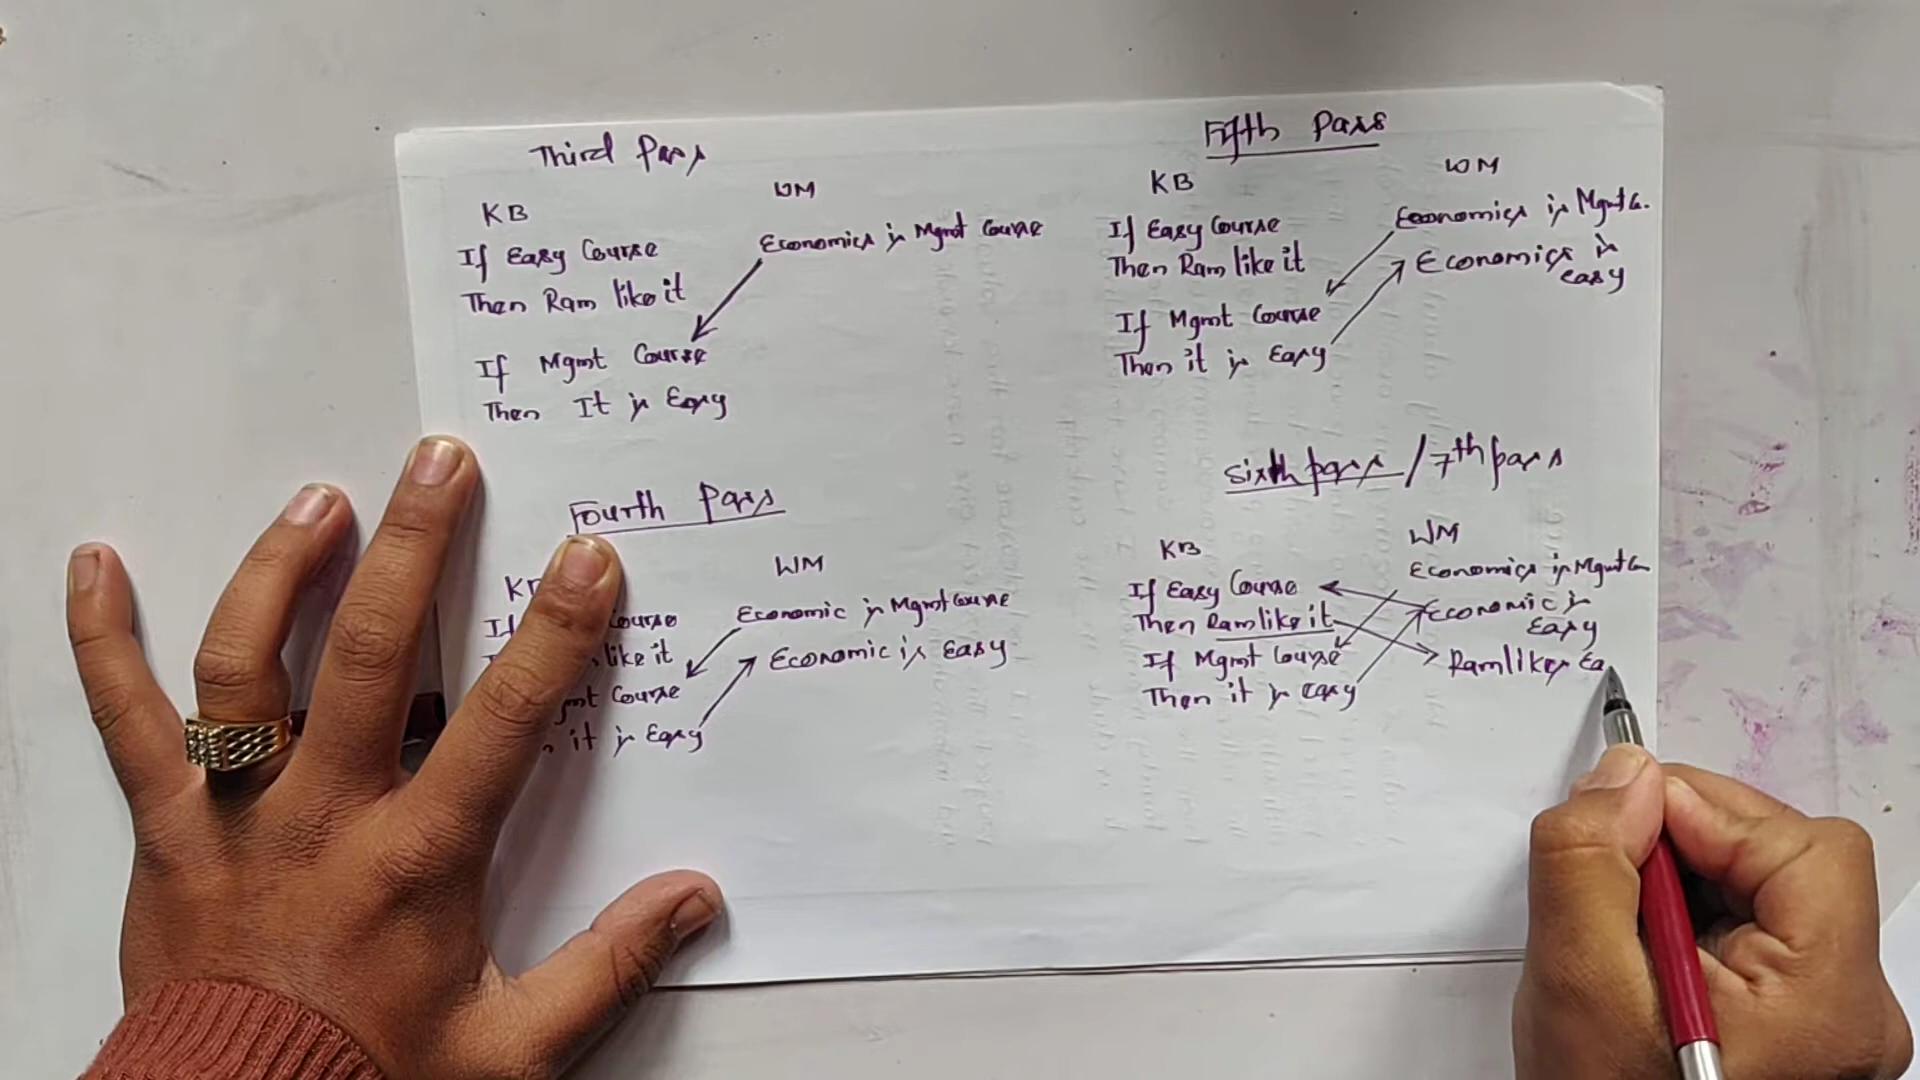 Third Pass
KB
WM
If Easy Course
Then Ram like it
Economics is Mgmt Course
If Mgmt Course
Then It is Easy
Fourth Pass
WM
If
Course
like it
Course
it is Easy
Economic is Mgmt Course
Economic is Easy
Fifth Pass
KB
WM
If Easy Course
Then Ram like it
If Mgmt Course
Then it is Easy
Economics is Mgmt Co.
Economics is
easy
Sixth pass / 7th pass
KB
WM
If Easy Course
Then Ram like it
If Mgmt Course
Then it is easy
Economics is Mgmt
Economic is
Easy
Ram likes Ea